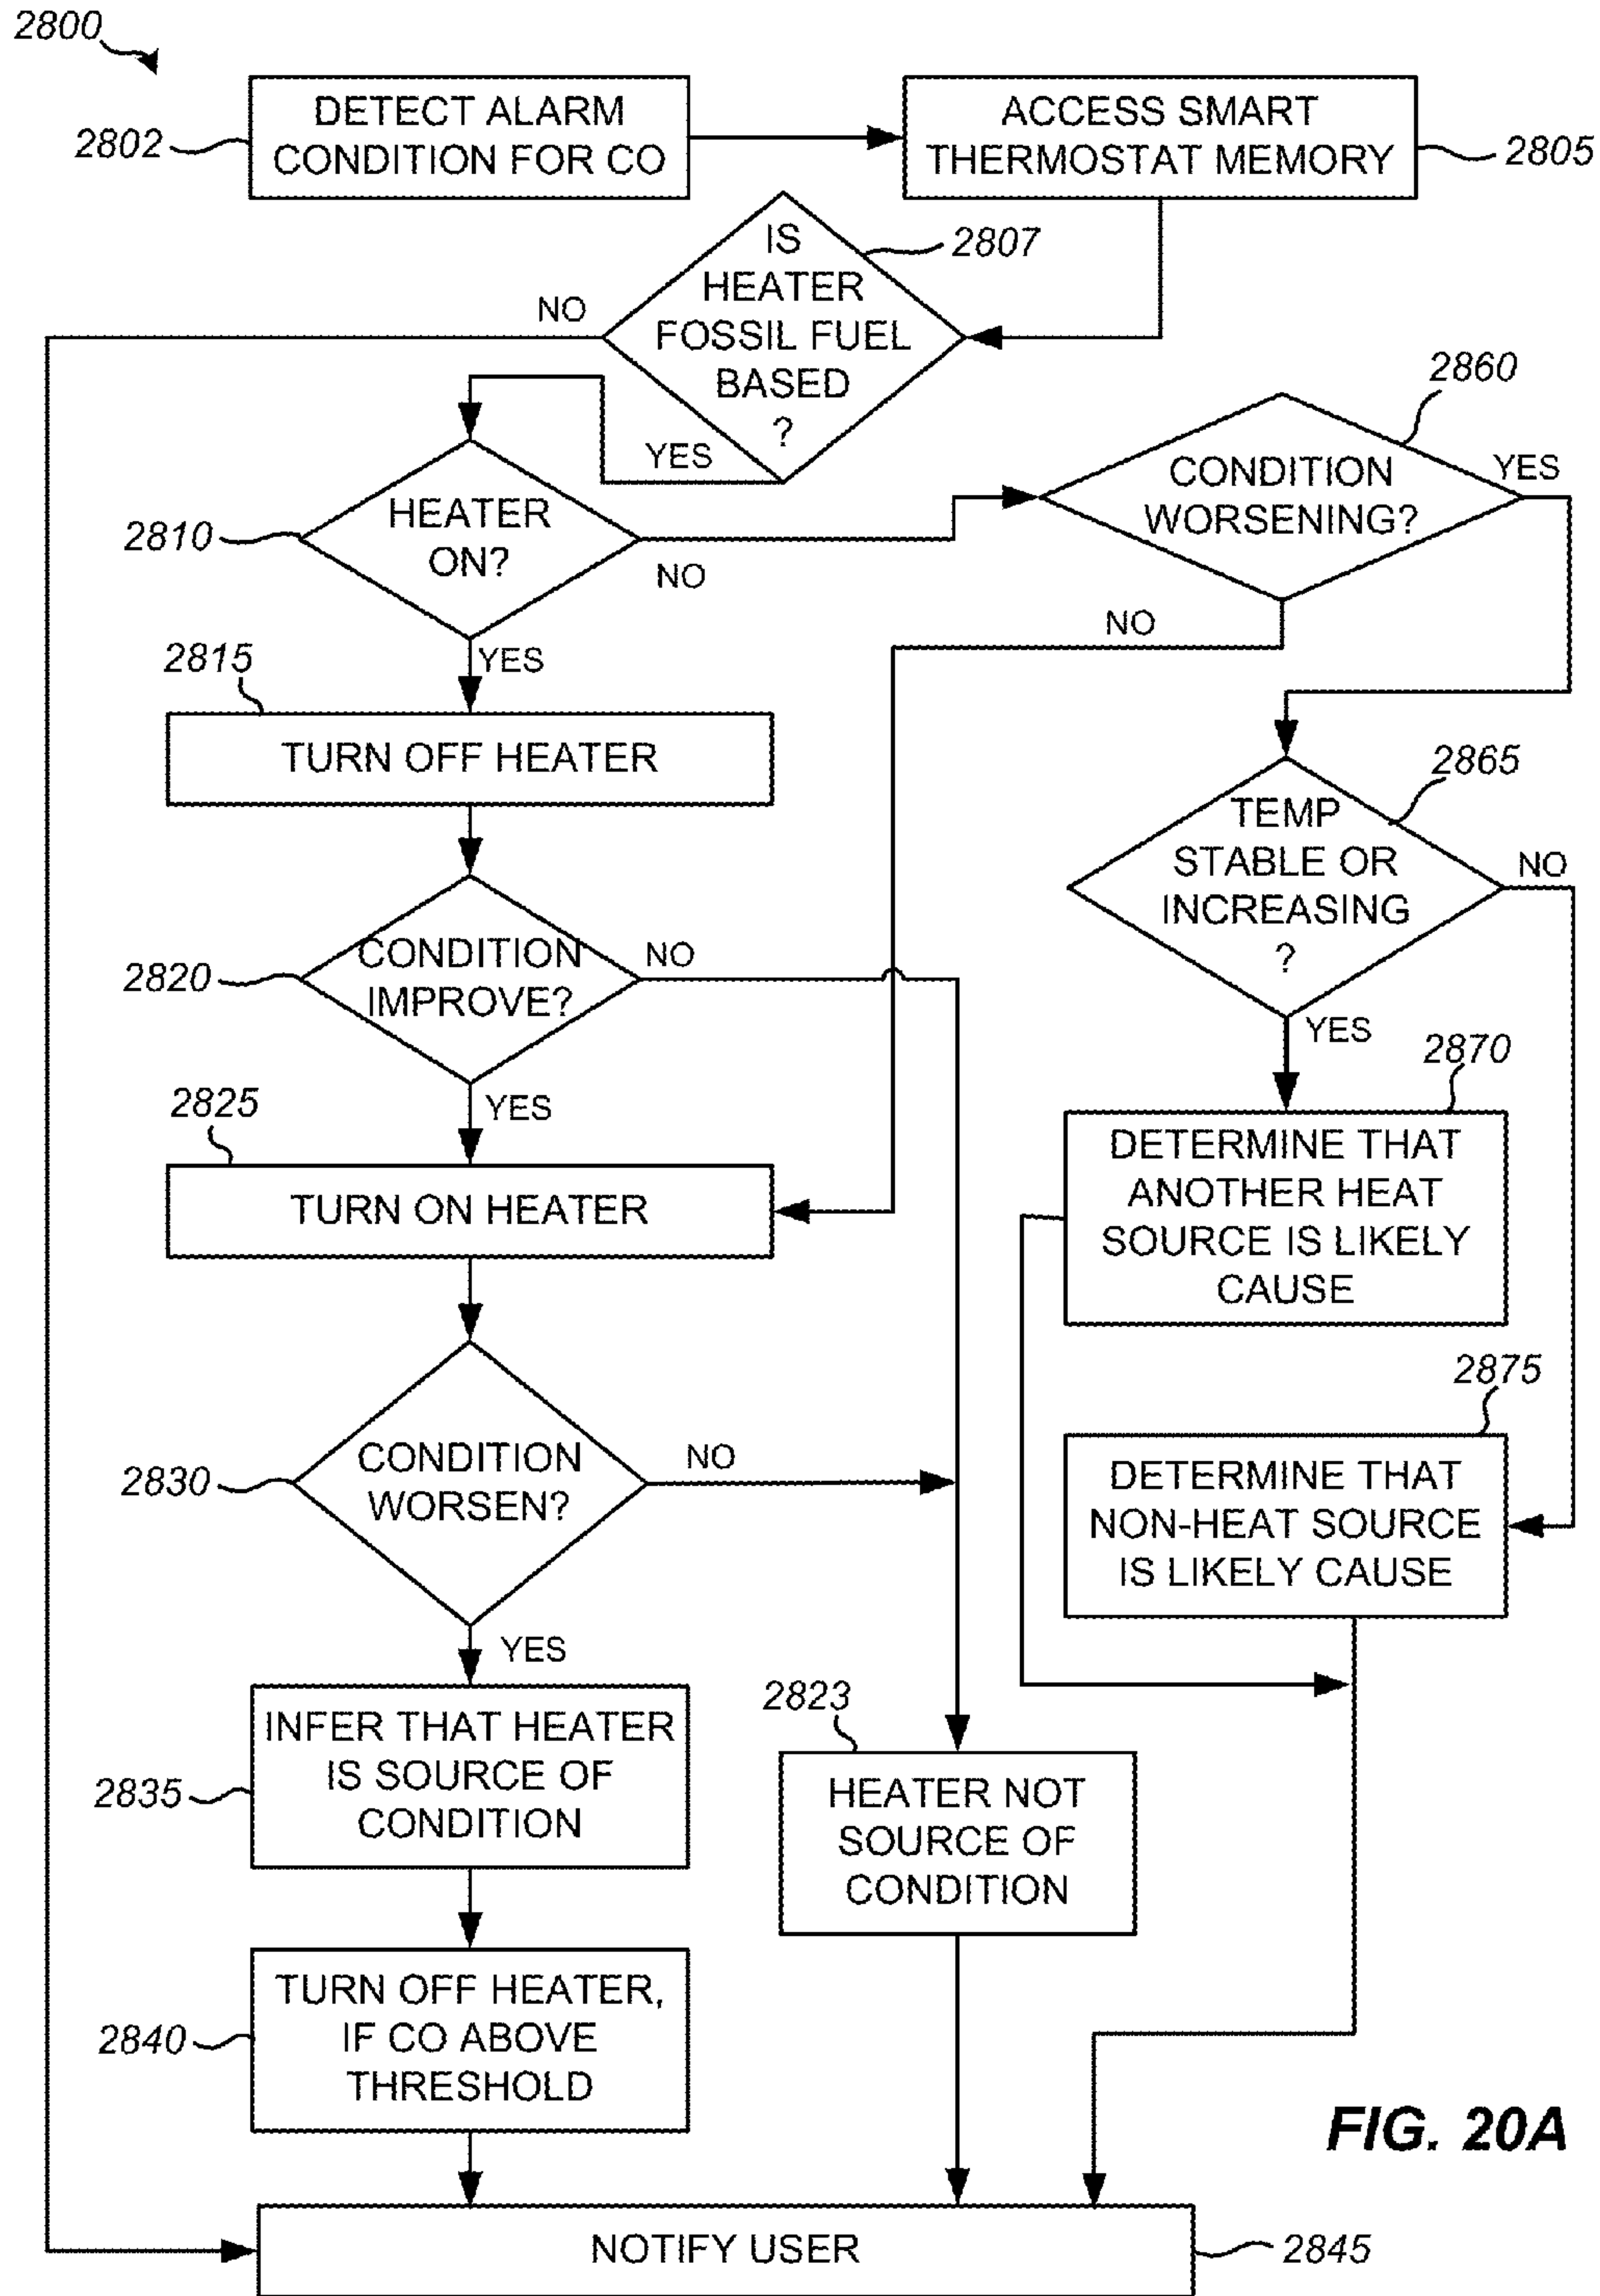 2800
DETECT ALARM
CONDITION FOR CO
2802
ACCESS SMART
THERMOSTAT MEMORY
2805
IS
HEATER
FOSSIL FUEL
BASED
?
2807
NO
YES
HEATER
ON?
2810
NO
YES
CONDITION
WORSENING?
2860
YES
NO
2815
TURN OFF HEATER
TEMP
STABLE OR
INCREASING
?
2865
NO
YES
CONDITION
IMPROVE?
2820
NO
YES
2825
TURN ON HEATER
2870
DETERMINE THAT
ANOTHER HEAT
SOURCE IS LIKELY
CAUSE
CONDITION
WORSEN?
2830
NO
YES
2875
DETERMINE THAT
NON-HEAT SOURCE
IS LIKELY CAUSE
INFER THAT HEATER
IS SOURCE OF
CONDITION
2835
2823
HEATER NOT
SOURCE OF
CONDITION
TURN OFF HEATER,
IF CO ABOVE
THRESHOLD
2840
FIG. 20A
NOTIFY USER
2845